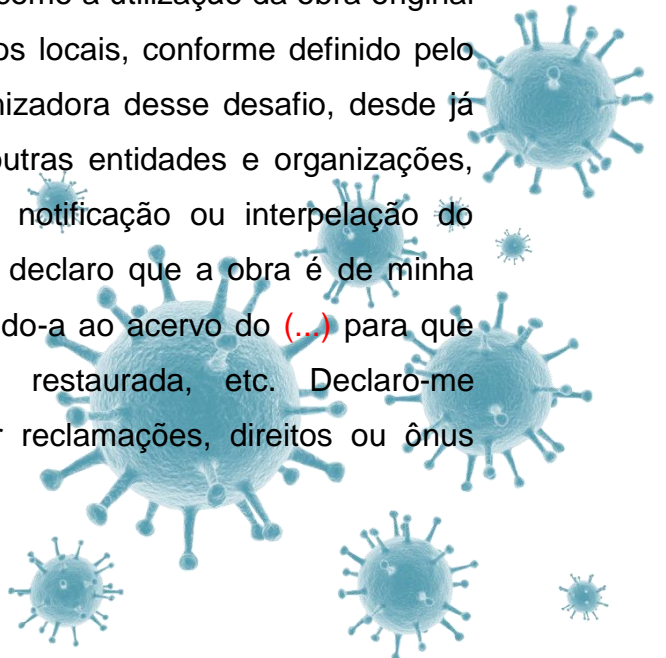 como a utilização da obra original
os locais, conforme definido pelo
nizadora desse desafio, desde já
outras entidades e organizações,
notificação ou interpelação do
declaro que a obra é de minha
do-a ao acervo do (...) para que
restaurada, etc. Declaro-me
r reclamações, direitos ou ônus